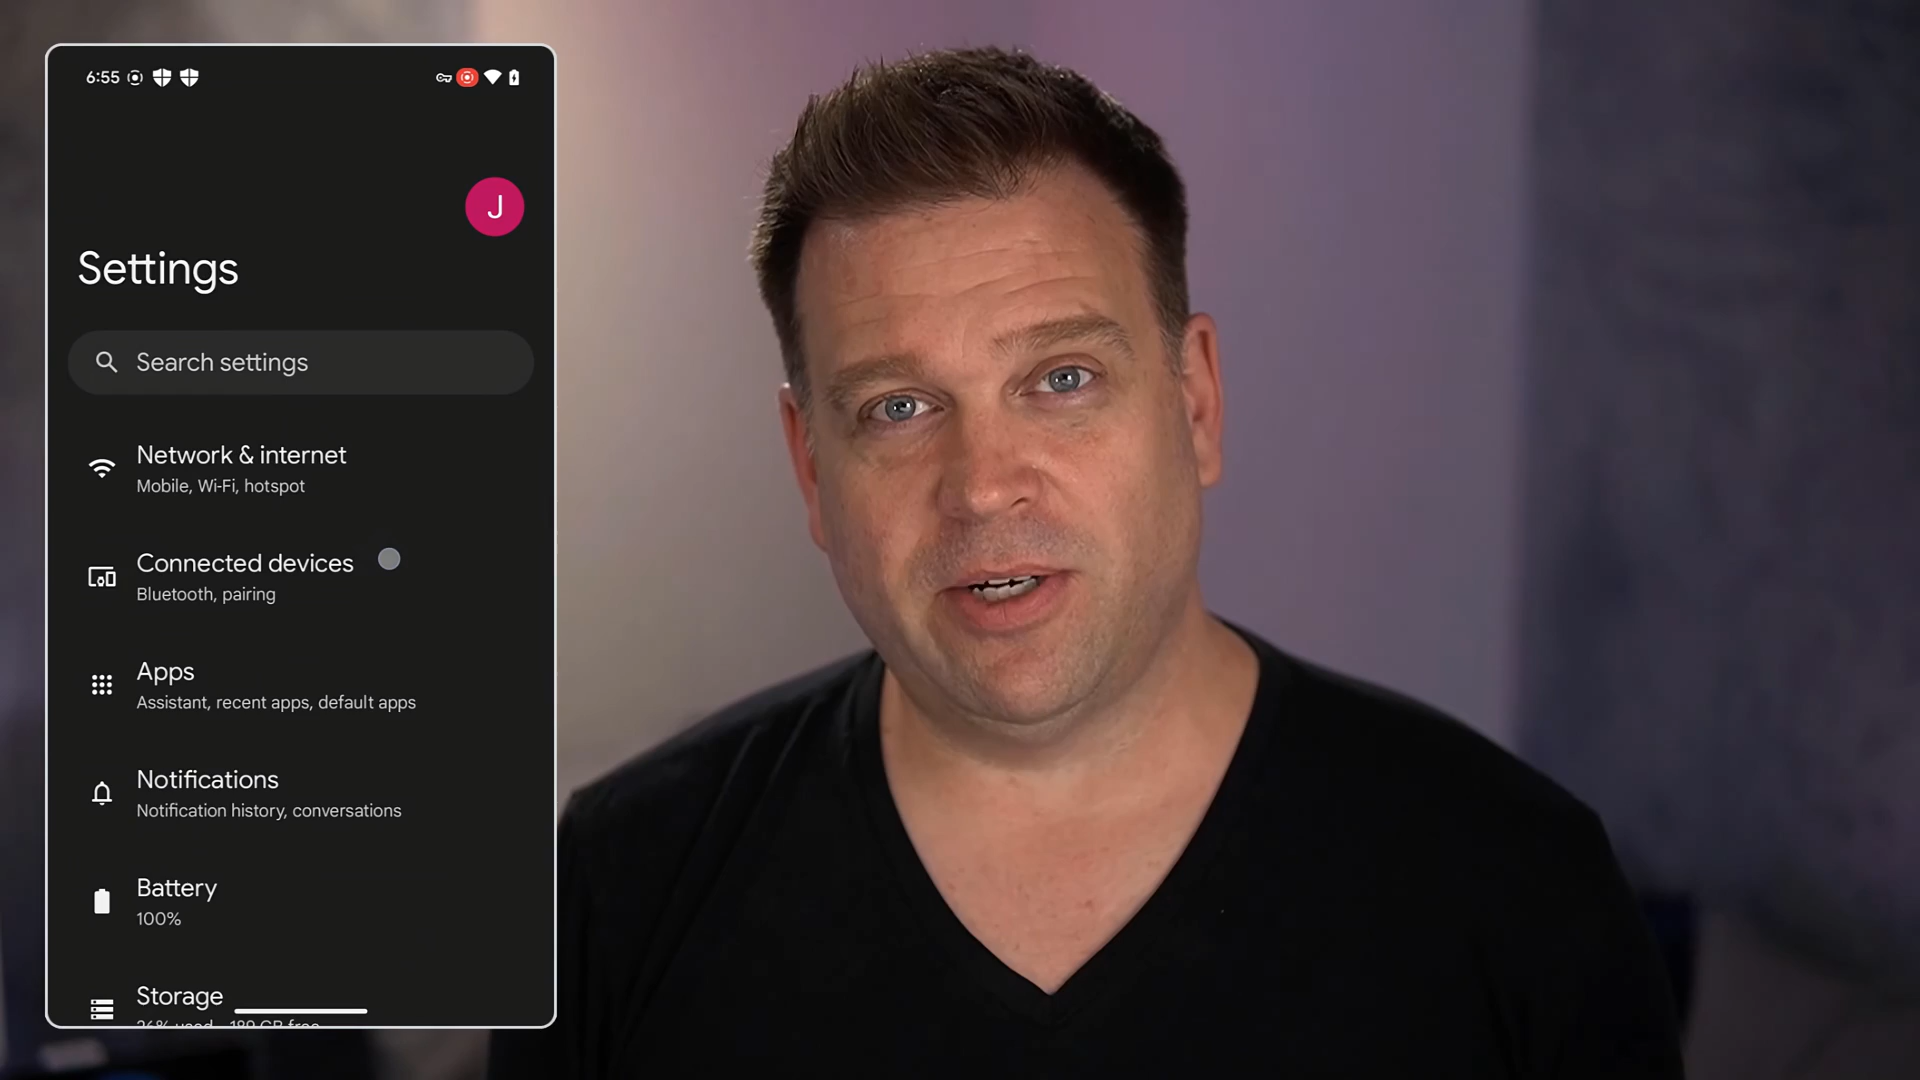 6:55
J
Settings
Search settings
Network & internet
Mobile, Wi-Fi, hotspot
Connected devices
Bluetooth, pairing
Apps
Assistant, recent apps, default apps
Notifications
Notification history, conversations
Battery
100%
Storage